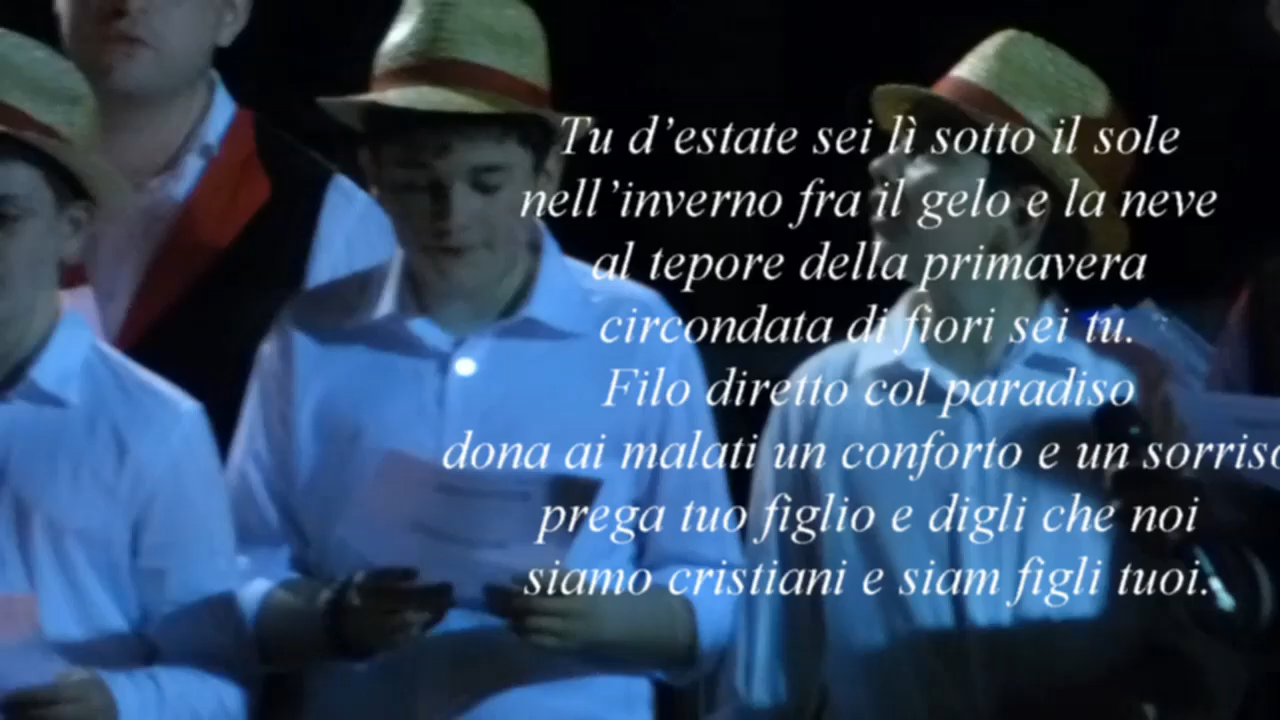 Tu d’estate sei lì sotto il sole
nell’inverno fra il gelo e la neve
al tepore della primavera
circondata di fiori sei tu.
Filo diretto col paradiso
dona ai malati un conforto e un sorriso
prega tuo figlio e digli che noi
siamo cristiani e siam figli tuoi.